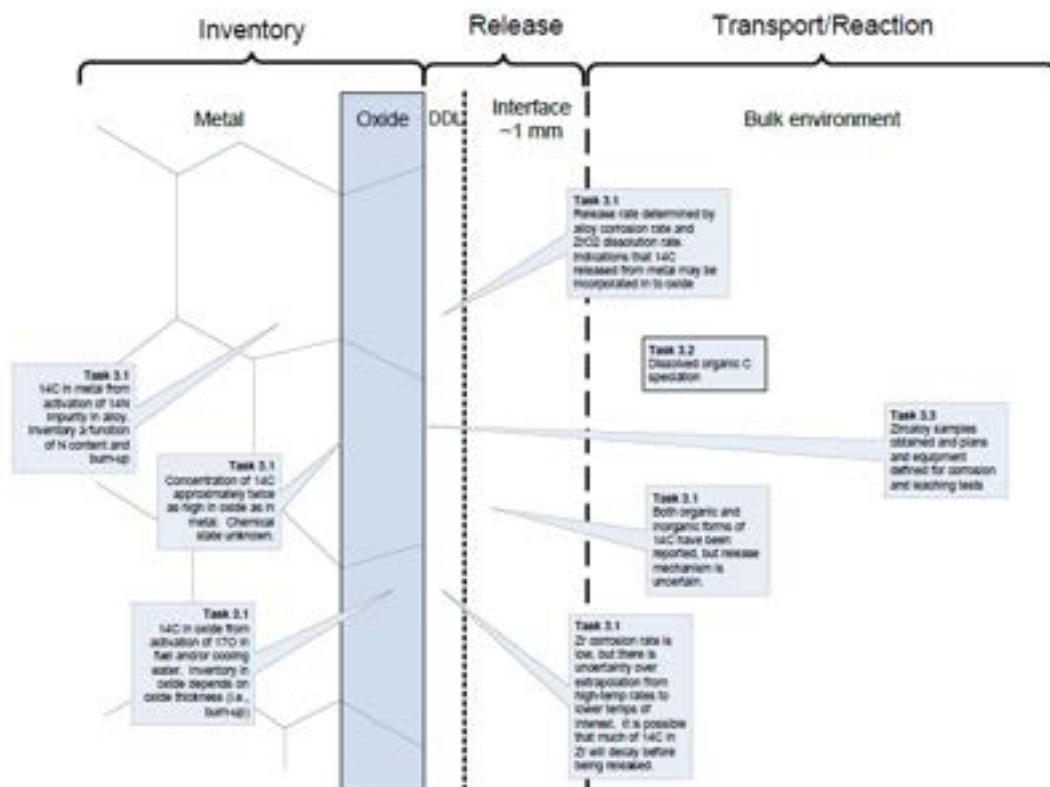 Inventory
Release
Transport/Reaction
Metal
Oxide
DDL
Interface
~1 mm
Bulk environment
Task 3.1
Release rate determined by
alloy corrosion rate and
ZrO2 dissolution rate.
Indications that 14C
released from metal may be
incorporated in to oxide
Task 3.2
Dissolved organic C
speciation
Task 3.1
14C in metal from
activation of 14N
impurity in alloy.
Inventory a function
of N content and
burn-up
Task 3.3
Zircaloy samples
obtained and plans
and equipment
defined for corrosion
and leaching tests
Task 3.1
Concentration of 14C
approximately twice
as high in oxide as in
metal. Chemical
state unknown.
Task 3.1
Both organic and
inorganic forms of
14C have been
reported, but release
mechanism is
uncertain.
Task 3.1
14C in oxide from
activation of 17O in
fuel and/or cooling
water. Inventory in
oxide depends on
oxide thickness (i.e.,
burn-up)
Task 3.1
Zr corrosion rate is
low, but there is
uncertainty over
extrapolation from
high-temp rates to
lower temps of
interest. It is possible
that much of 14C in
Zr will decay before
being released.